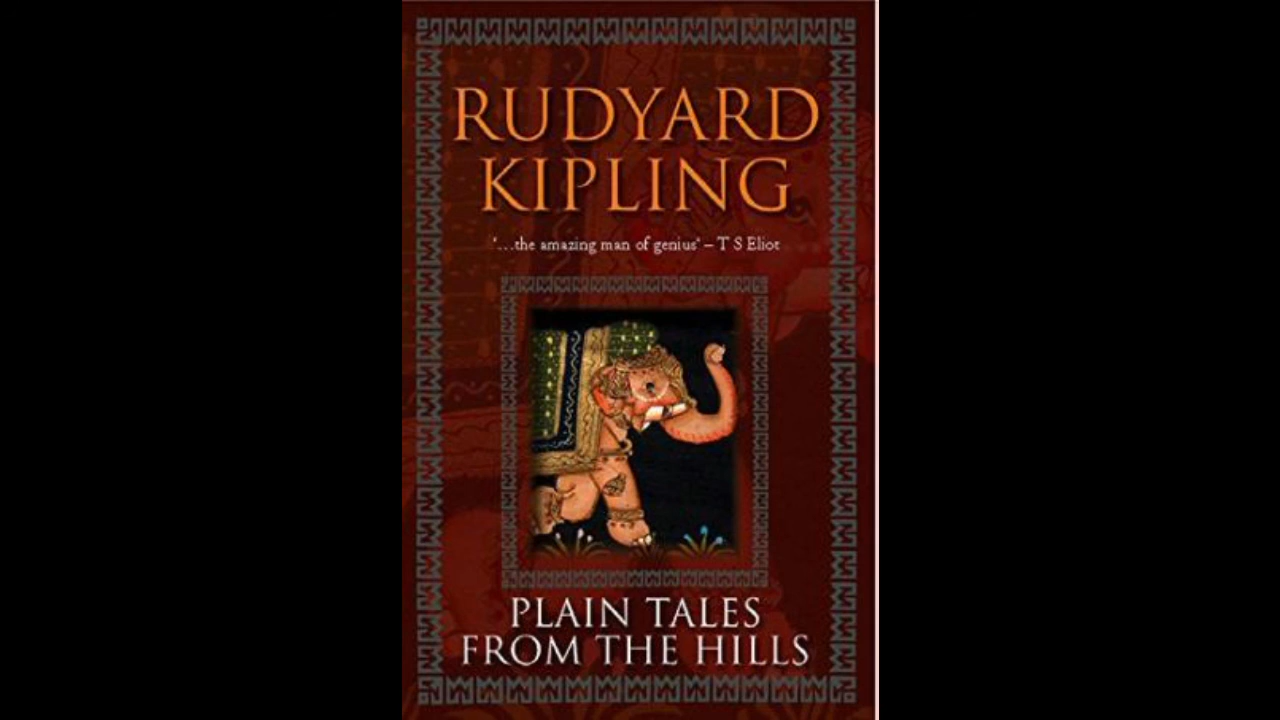 RUDYARD
KIPLING
'...the amazing man of genius' – T S Eliot
PLAIN TALES
FROM THE HILLS